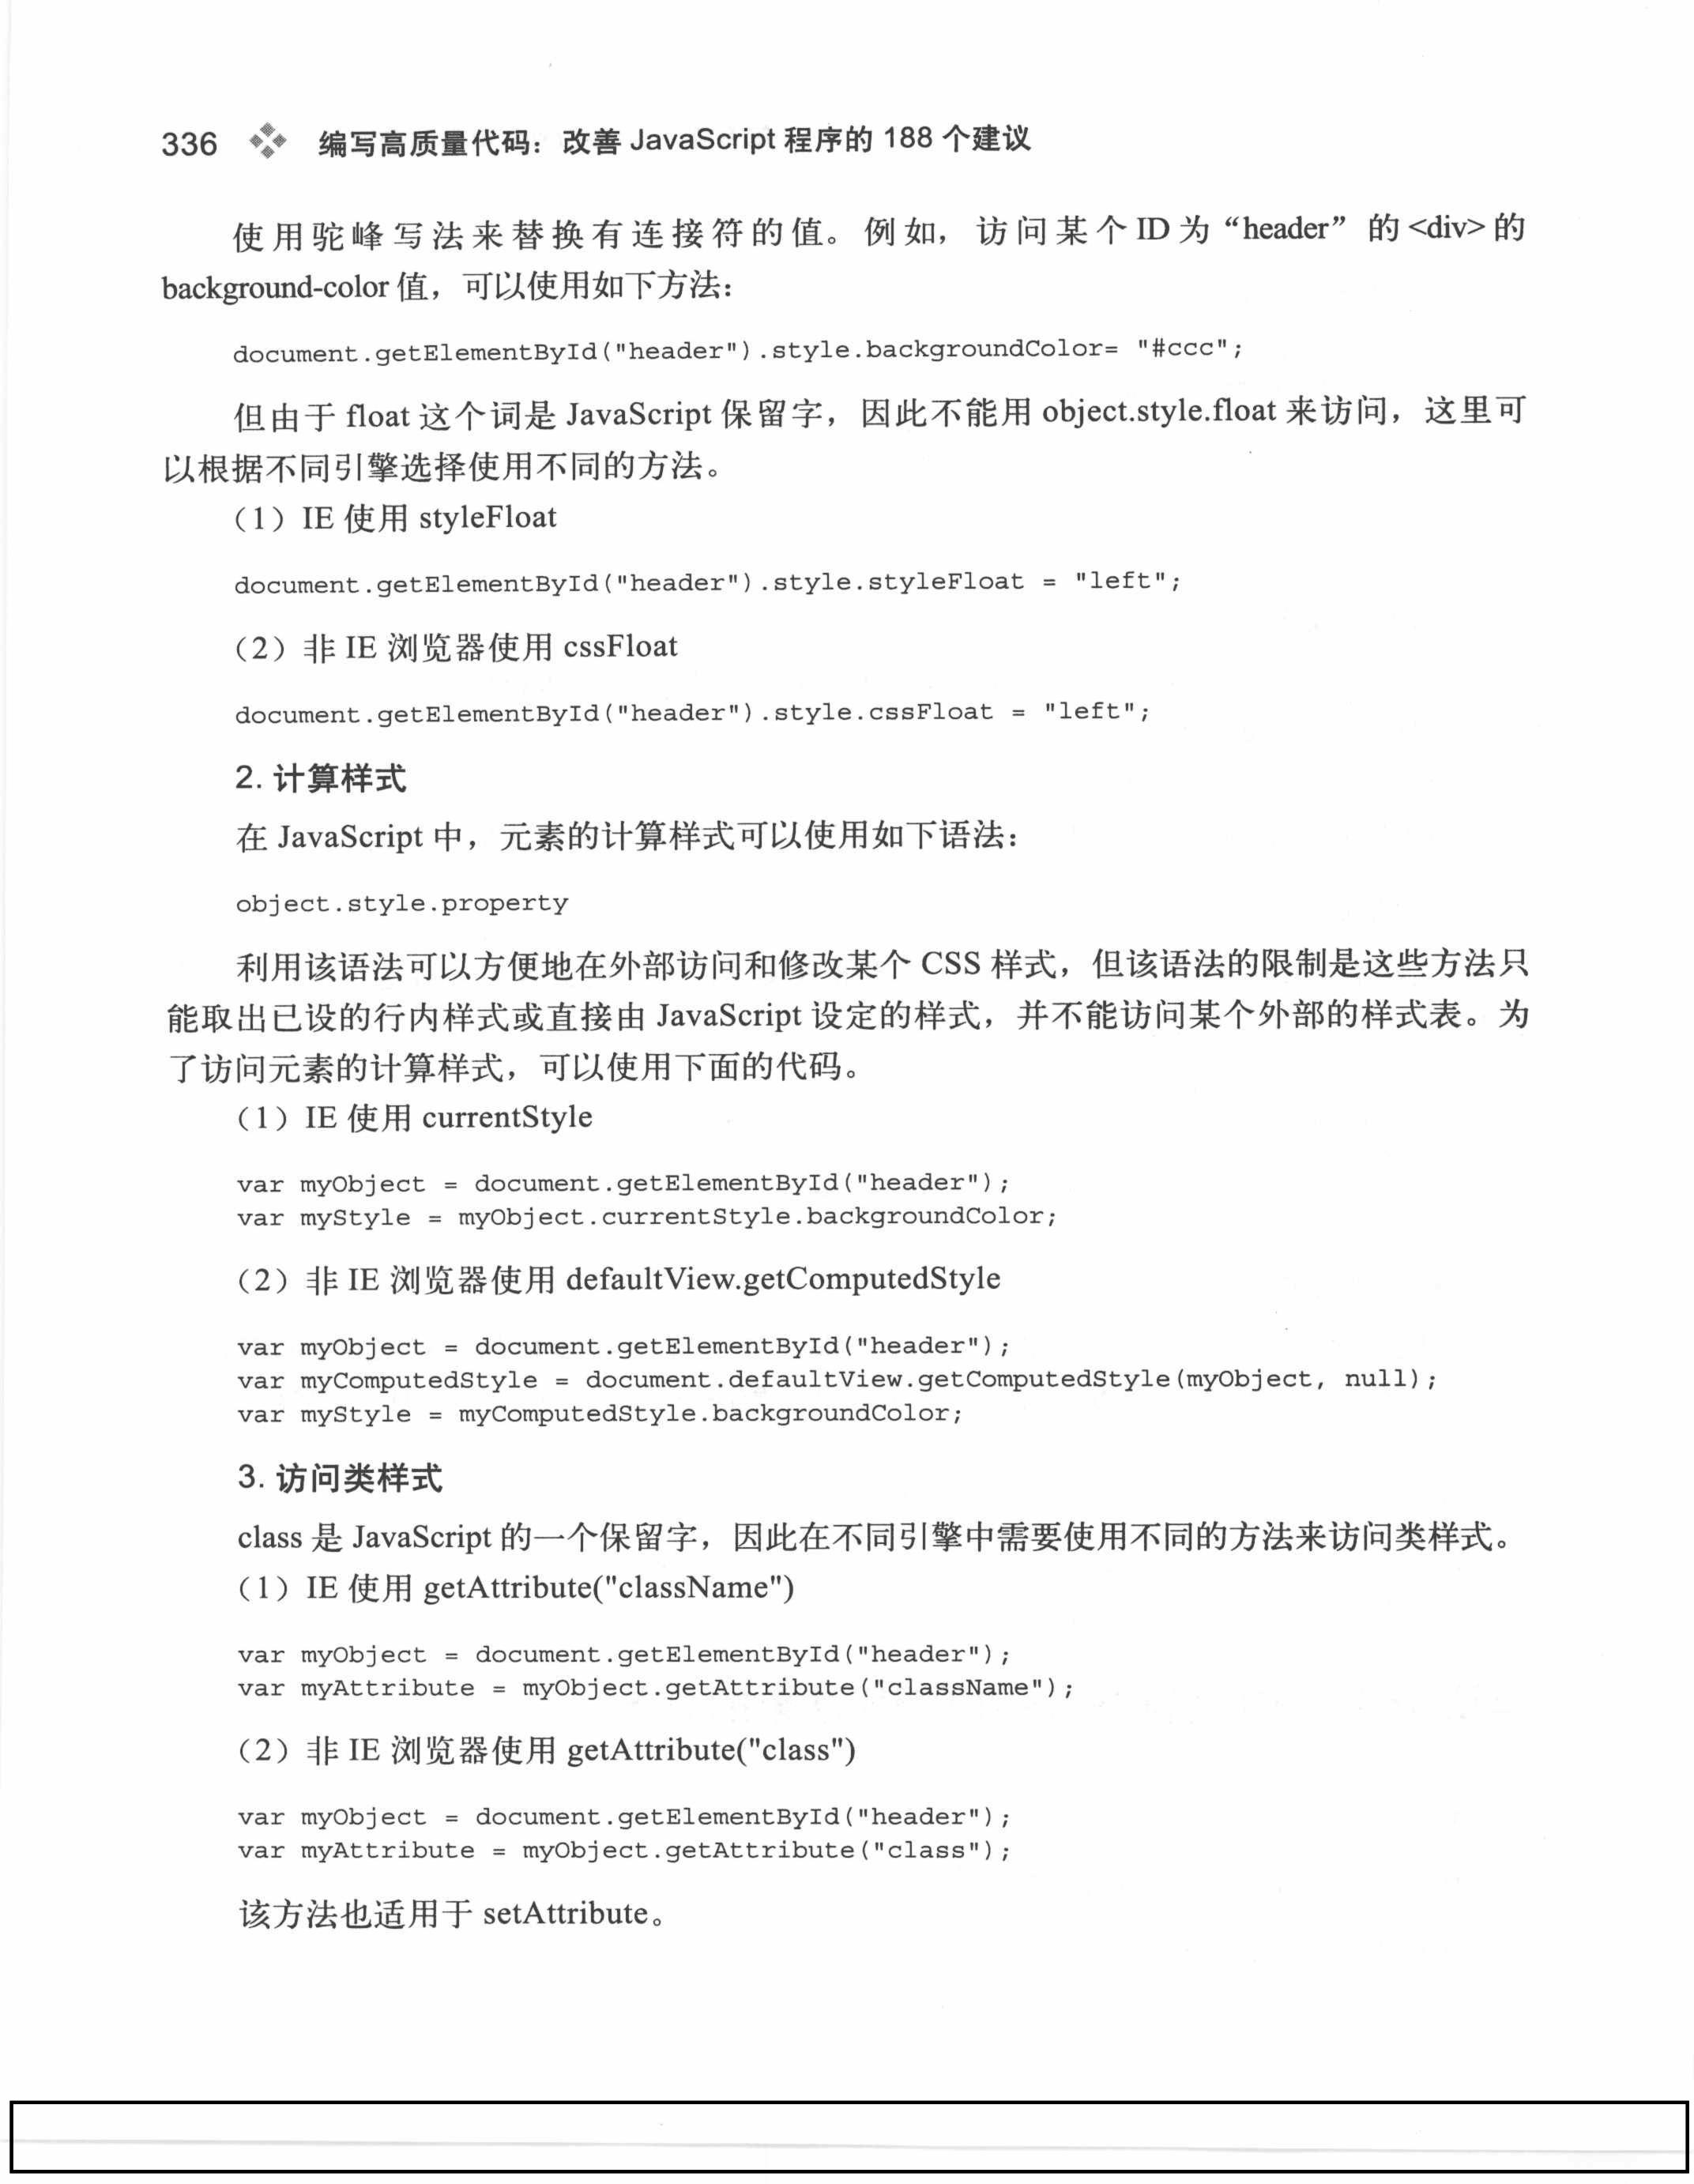 336 编写高质量代码：改善 JavaScript 程序的 188 个建议
使用驼峰写法来替换有连接符的值。例如，访问某个 ID 为“header”的 <div> 的
background-color 值，可以使用如下方法：
document.getElementById("header").style.backgroundColor= "#ccc";
但由于 float 这个词是 JavaScript 保留字，因此不能用 object.style.float 来访问，这里可
以根据不同引擎选择使用不同的方法。
（1）IE 使用 styleFloat
document.getElementById("header").style.styleFloat = "left";
（2）非 IE 浏览器使用 cssFloat
document.getElementById("header").style.cssFloat = "left";
2. 计算样式
在 JavaScript 中，元素的计算样式可以使用如下语法：
object.style.property
利用该语法可以方便地在外部访问和修改某个 CSS 样式，但该语法的限制是这些方法只
能取出已设的行内样式或直接由 JavaScript 设定的样式，并不能访问某个外部的样式表。为
了访问元素的计算样式，可以使用下面的代码。
（1）IE 使用 currentStyle
var myObject = document.getElementById("header");
var myStyle = myObject.currentStyle.backgroundColor;
（2）非 IE 浏览器使用 defaultView.getComputedStyle
var myObject = document.getElementById("header");
var myComputedStyle = document.defaultView.getComputedStyle(myObject, null);
var myStyle = myComputedStyle.backgroundColor;
3. 访问类样式
class 是 JavaScript 的一个保留字，因此在不同引擎中需要使用不同的方法来访问类样式。
（1）IE 使用 getAttribute("className")
var myObject = document.getElementById("header");
var myAttribute = myObject.getAttribute("className");
（2）非 IE 浏览器使用 getAttribute("class")
var myObject = document.getElementById("header");
var myAttribute = myObject.getAttribute("class");
该方法也适用于 setAttribute。